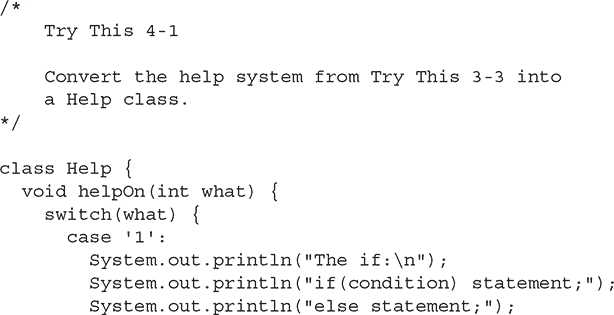 /*
    Try This 4-1

    Convert the help system from Try This 3-3 into
    a Help class.
*/

class Help {
  void helpOn(int what) {
    switch(what) {
      case '1':
        System.out.println("The if:\n");
        System.out.println("if(condition) statement;");
        System.out.println("else statement;");